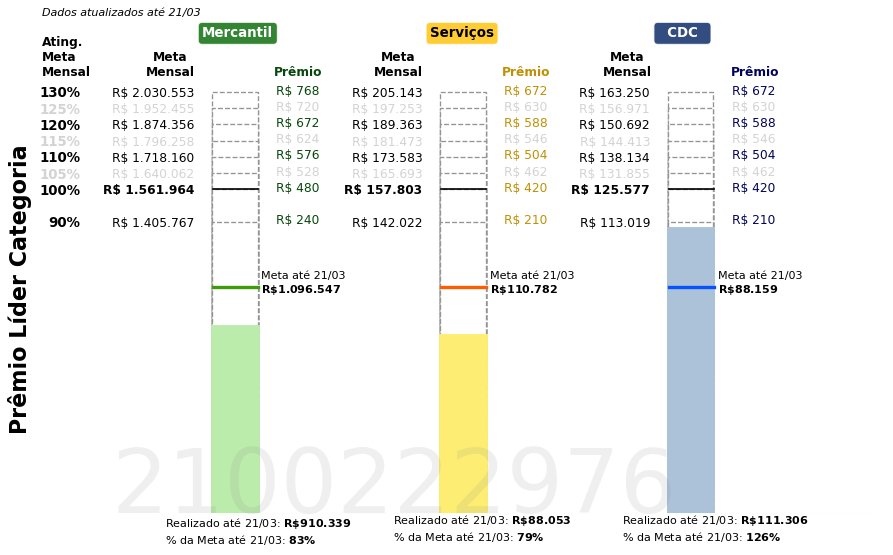 Dados atualizados até 21/03
Mercantil Serviços CDC
Ating. Meta Mensal Meta Mensal Prêmio Meta Mensal Prêmio Meta Mensal Prêmio
130% R$ 2.030.553 R$ 768 R$ 205.143 R$ 672 R$ 163.250 R$ 672
125% R$ 1.952.455 R$ 720 R$ 197.253 R$ 630 R$ 156.971 R$ 630
120% R$ 1.874.356 R$ 672 R$ 189.363 R$ 588 R$ 150.692 R$ 588
115% R$ 1.796.258 R$ 624 R$ 181.473 R$ 546 R$ 144.413 R$ 546
110% R$ 1.718.160 R$ 576 R$ 173.583 R$ 504 R$ 138.134 R$ 504
105% R$ 1.640.062 R$ 528 R$ 165.693 R$ 462 R$ 131.855 R$ 462
100% R$ 1.561.964 R$ 480 R$ 157.803 R$ 420 R$ 125.577 R$ 420
90% R$ 1.405.767 R$ 240 R$ 142.022 R$ 210 R$ 113.019 R$ 210
Meta até 21/03 Meta até 21/03 Meta até 21/03
R$1.096.547 R$110.782 R$88.159
Prêmio Líder Categoria
2100222976
Realizado até 21/03: R$910.339 Realizado até 21/03: R$88.053 Realizado até 21/03: R$111.306
% da Meta até 21/03: 83% % da Meta até 21/03: 79% % da Meta até 21/03: 126%